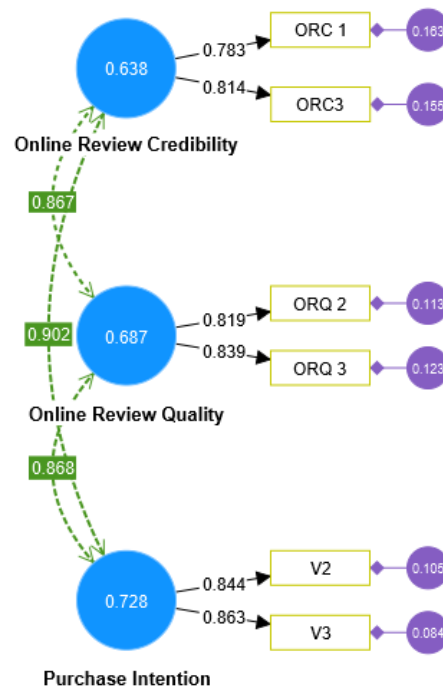 ORC 1
0.163
0.638
0.783
0.814
ORC3
0.155
Online Review Credibility
0.867
ORQ 2
0.113
0.819
0.687
0.902
0.839
ORQ 3
0.123
Online Review Quality
0.868
V2
0.105
0.844
0.728
0.863
V3
0.084
Purchase Intention